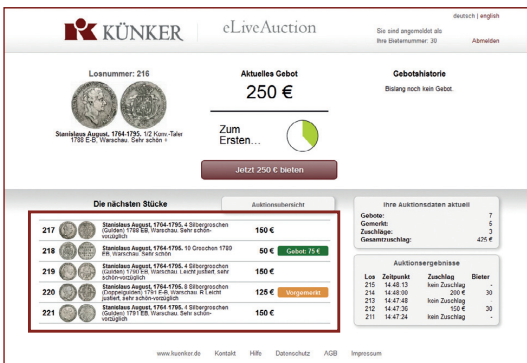 deutsch | english
KÜNKER
eLiveAuction
Sie sind angemeldet als
Ihre Bieternummer: 30
Abmelden
Losnummer: 216
Stanislaus August, 1764-1795. 1/2 Konv.-Taler
1788 E-B, Warschau. Sehr schön +
Aktuelles Gebot
250 €
Zum
Ersten...
Jetzt 250 € bieten
Gebotshistorie
Bislang noch kein Gebot.
Die nächsten Stücke
Auktionsübersicht
217 Stanislaus August, 1764-1795. 4 Silbergroschen
(Gulden) 1788 EB, Warschau. Sehr schön-
vorzüglich
150 €
218 Stanislaus August, 1764-1795. 10 Groschen 1789
EB, Warschau. Sehr schön
50 € Gebot: 75 €
219 Stanislaus August, 1764-1795. 4 Silbergroschen
(Gulden) 1790 EB, Warschau. Leicht justiert, sehr
schön-vorzüglich
150 €
220 Stanislaus August, 1764-1795. 8 Silbergroschen
(Doppelgulden) 1791 E-B, Warschau. R Leicht
justiert, sehr schön-vorzüglich
125 € Vorgemerkt
221 Stanislaus August, 1764-1795. 4 Silbergroschen
(Gulden) 1791 EB, Warschau. Sehr schön-
vorzüglich
150 €
Ihre Auktionsdaten aktuell
Gebote: 7
Gemerkt: 5
Zuschläge: 3
Gesamtzuschlag: 425 €
Auktionsergebnisse
Los Zeitpunkt Zuschlag Bieter
215 14:48:13 kein Zuschlag -
214 14:48:00 200 € 30
213 14:47:48 kein Zuschlag -
212 14:47:36 150 € 30
211 14:47:24 kein Zuschlag -
www.kuenker.de Kontakt Hilfe Datenschutz AGB Impressum